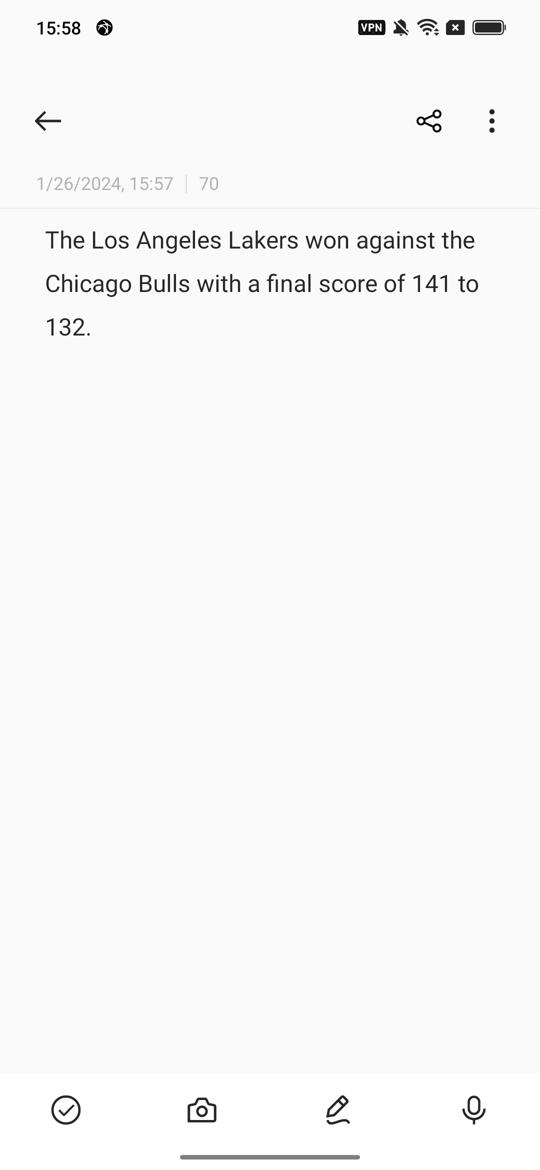 15:58 VPN
1/26/2024, 15:57 70
The Los Angeles Lakers won against the
Chicago Bulls with a final score of 141 to
132.